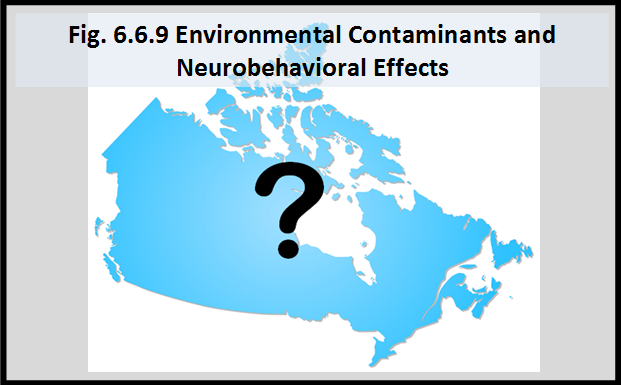 Fig. 6.6.9 Environmental Contaminants and
Neurobehavioral Effects
?